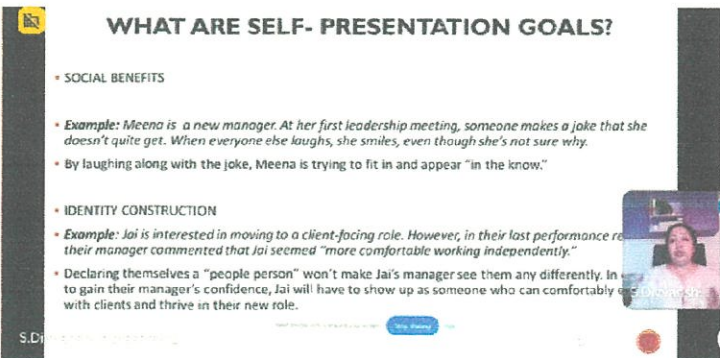 WHAT ARE SELF- PRESENTATION GOALS?
• SOCIAL BENEFITS
• Example: Meena is a new manager. At her first leadership meeting, someone makes a joke that she
doesn't quite get. When everyone else laughs, she smiles, even though she's not sure why.
• By laughing along with the joke, Meena is trying to fit in and appear "in the know."
• IDENTITY CONSTRUCTION
• Example: Jai is interested in moving to a client-facing role. However, in their last performance re
their manager commented that Jai seemed "more comfortable working independently."
• Declaring themselves a "people person" won't make Jai's manager see them any differently. In
to gain their manager's confidence, Jai will have to show up as someone who can comfortably e
with clients and thrive in their new role.
S.Di